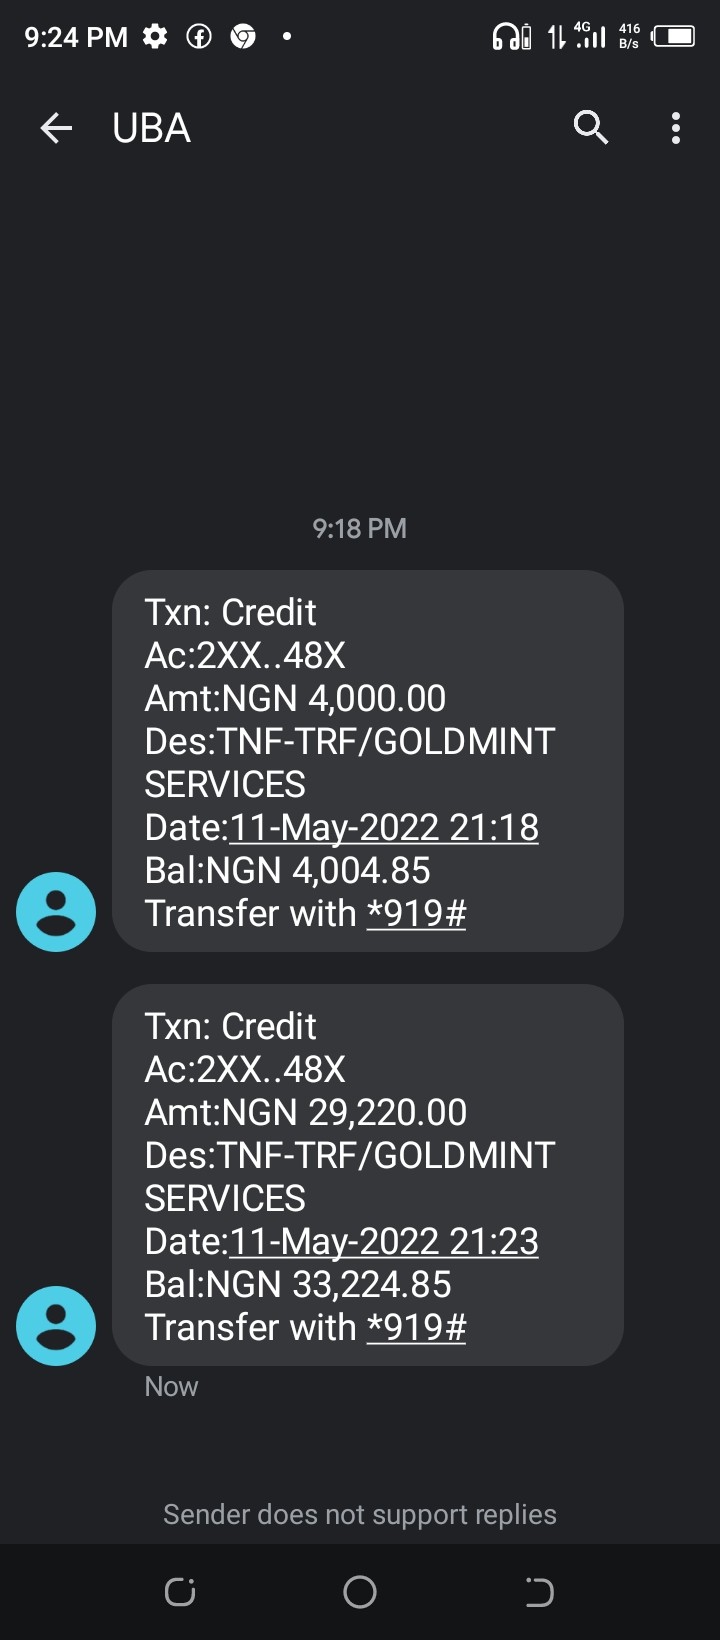 9:24 PM
4G
416 B/s
UBA
9:18 PM
Txn: Credit
Ac:2XX..48X
Amt:NGN 4,000.00
Des:TNF-TRF/GOLDMINT
SERVICES
Date:11-May-2022 21:18
Bal:NGN 4,004.85
Transfer with *919#
Txn: Credit
Ac:2XX..48X
Amt:NGN 29,220.00
Des:TNF-TRF/GOLDMINT
SERVICES
Date:11-May-2022 21:23
Bal:NGN 33,224.85
Transfer with *919#
Now
Sender does not support replies